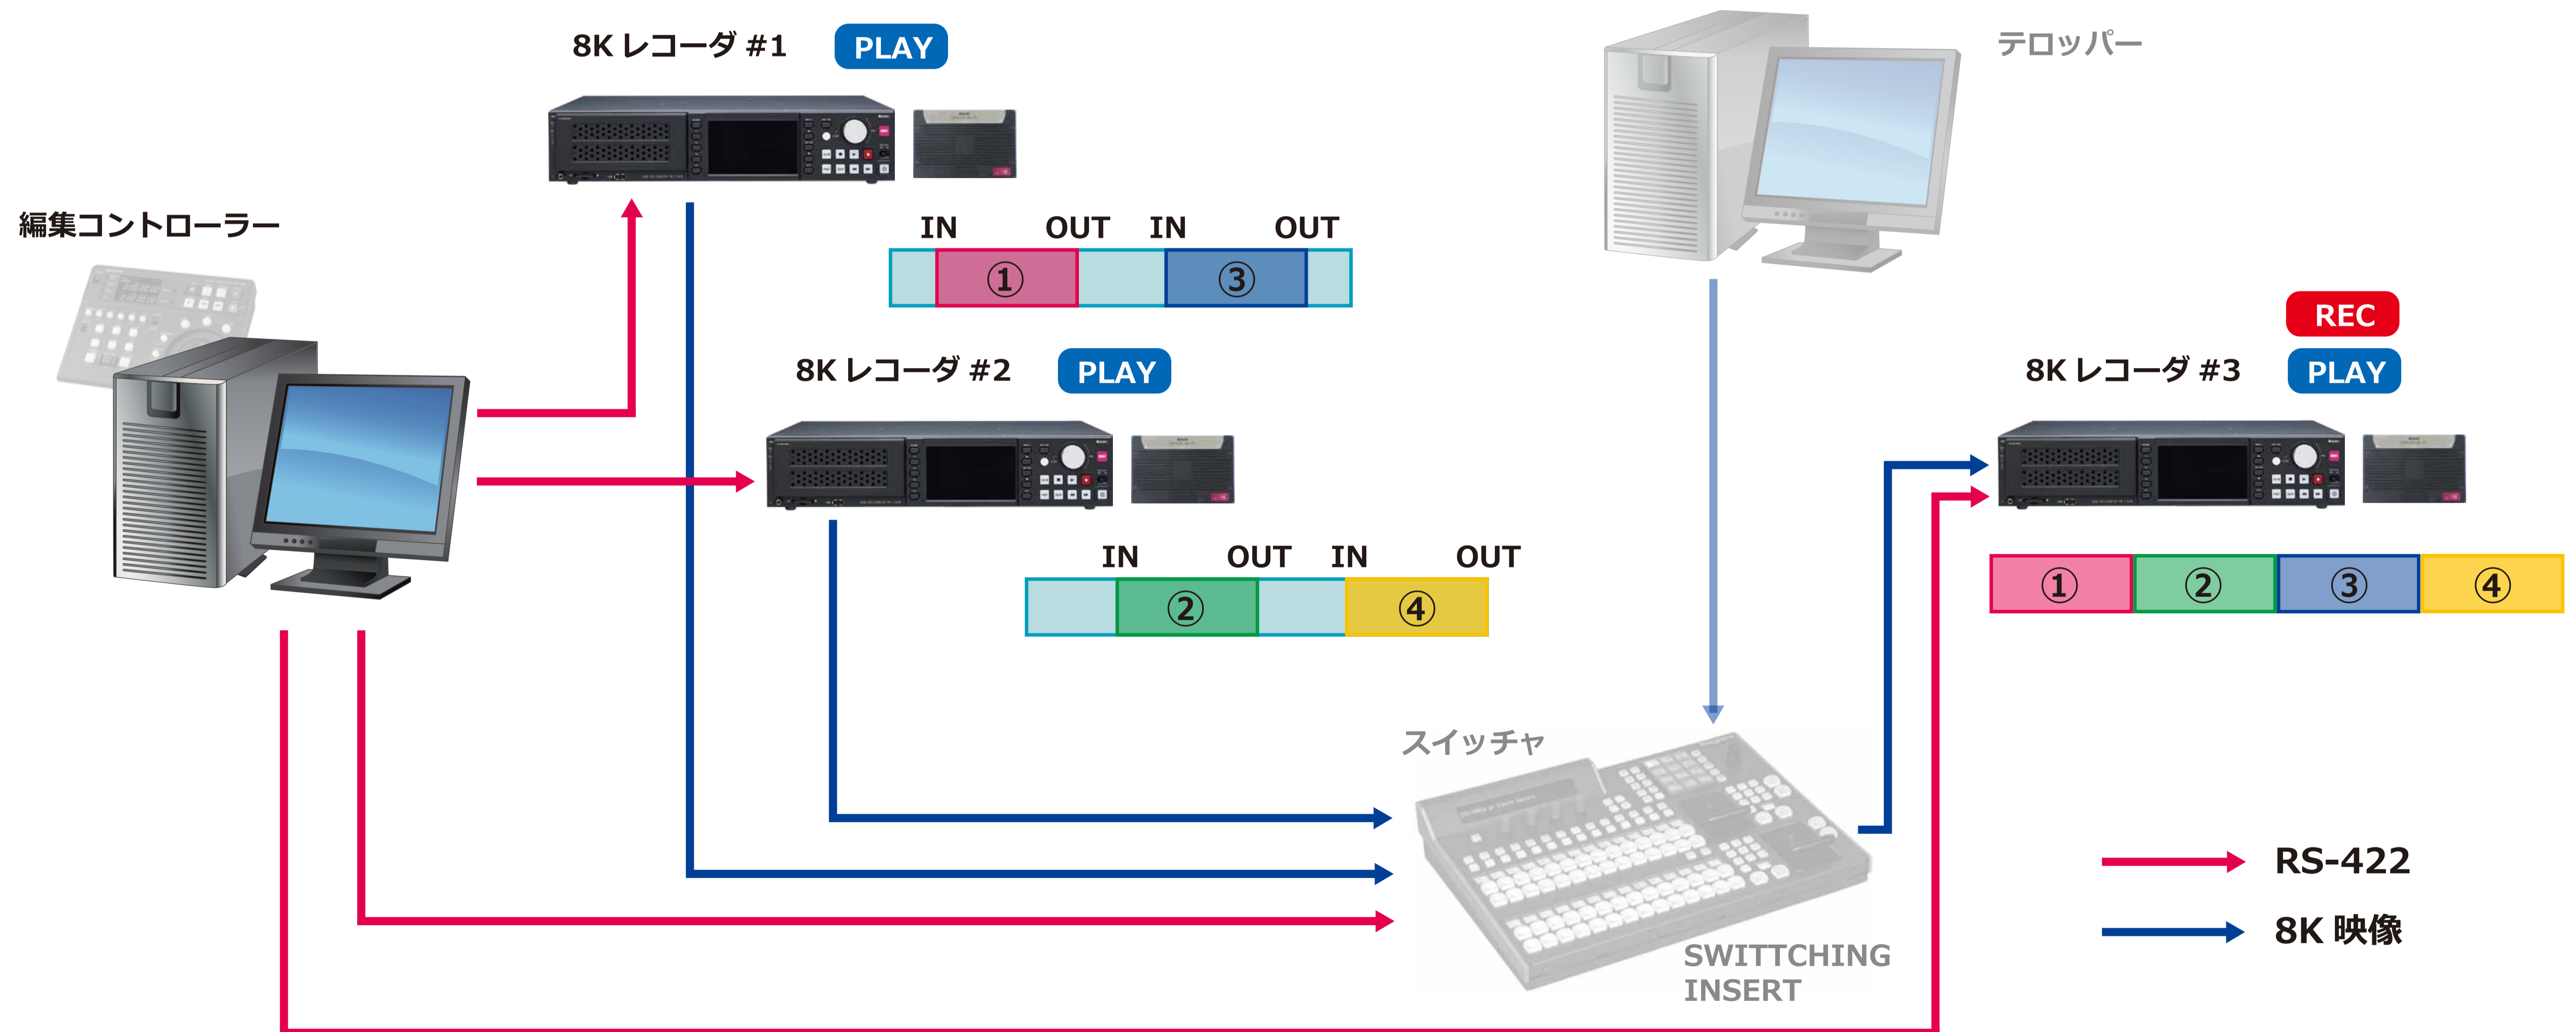 8K レコーダ #1
PLAY
テロッパー
編集コントローラー
IN OUT IN OUT
① ③
REC
8K レコーダ #2
PLAY
8K レコーダ #3
PLAY
IN OUT IN OUT
② ④
① ② ③ ④
スイッチャ
SWITTCHING
INSERT
RS-422
8K 映像